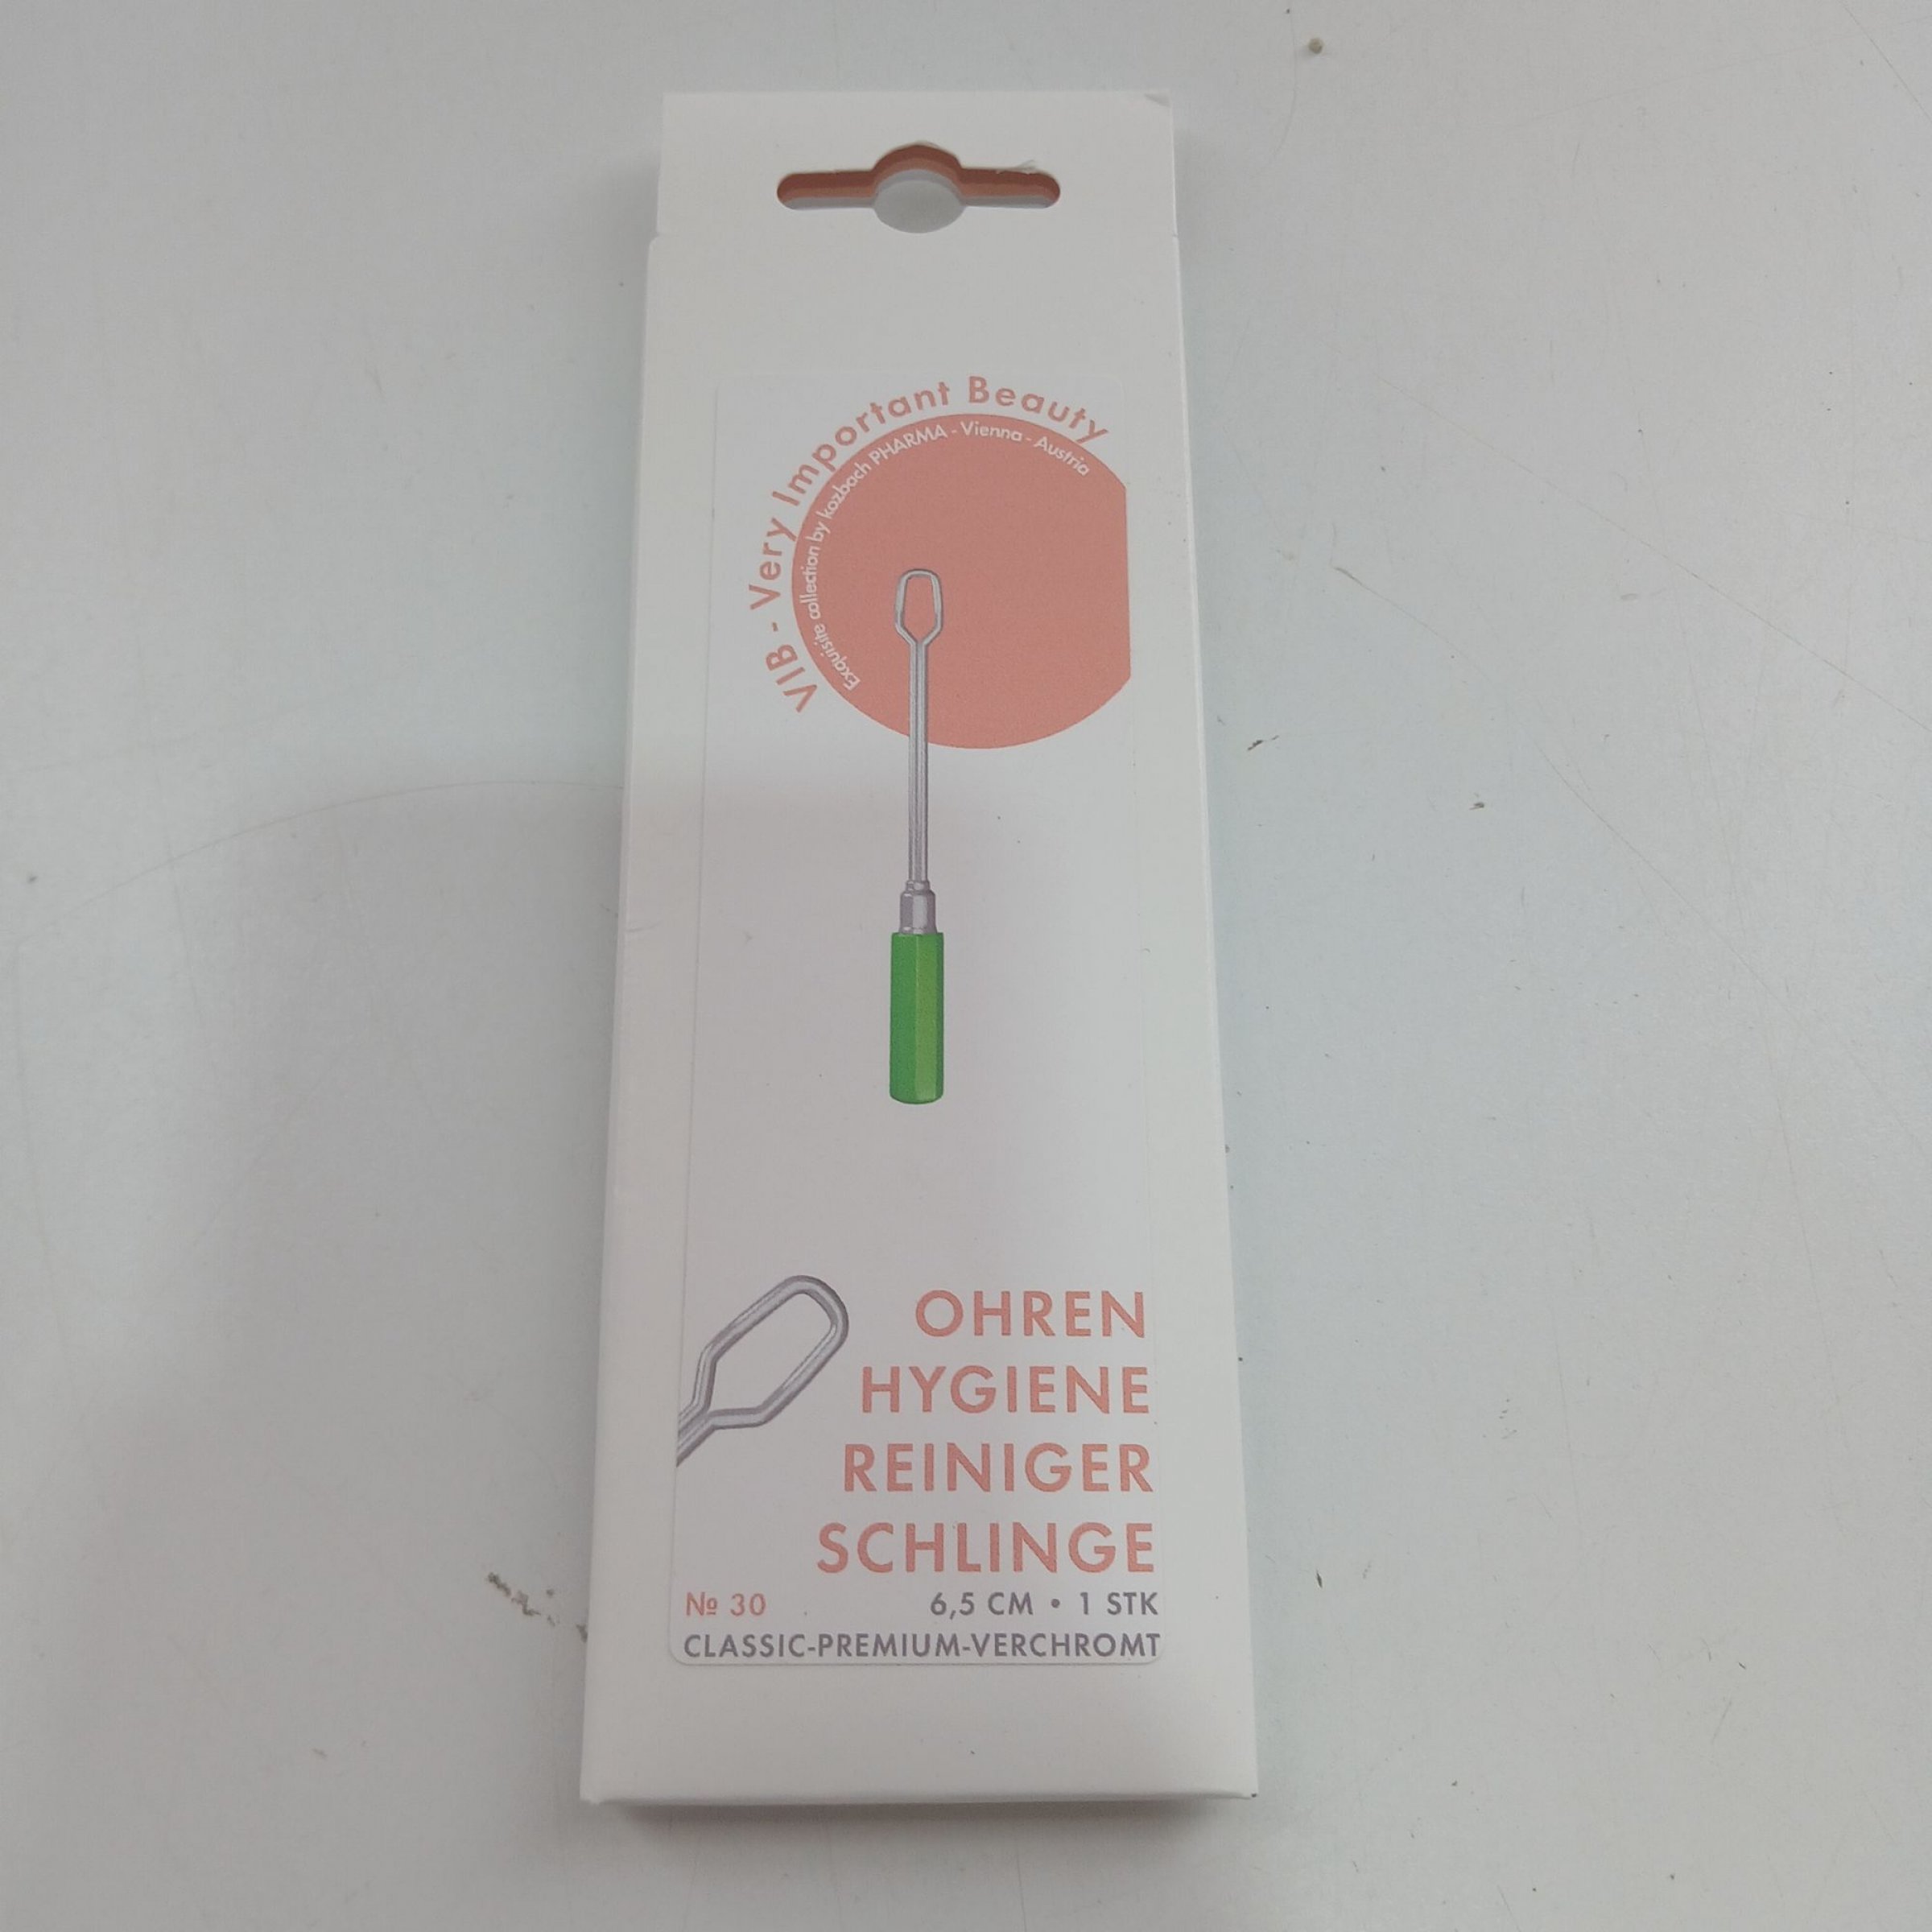 VIB - Very Important Beauty
Exquisite collection by kozbach PHARMA - Vienna - Austria
OHREN
HYGIENE
REINIGER
SCHLINGE
№ 30 6,5 CM • 1 STK
CLASSIC-PREMIUM-VERCHROMT